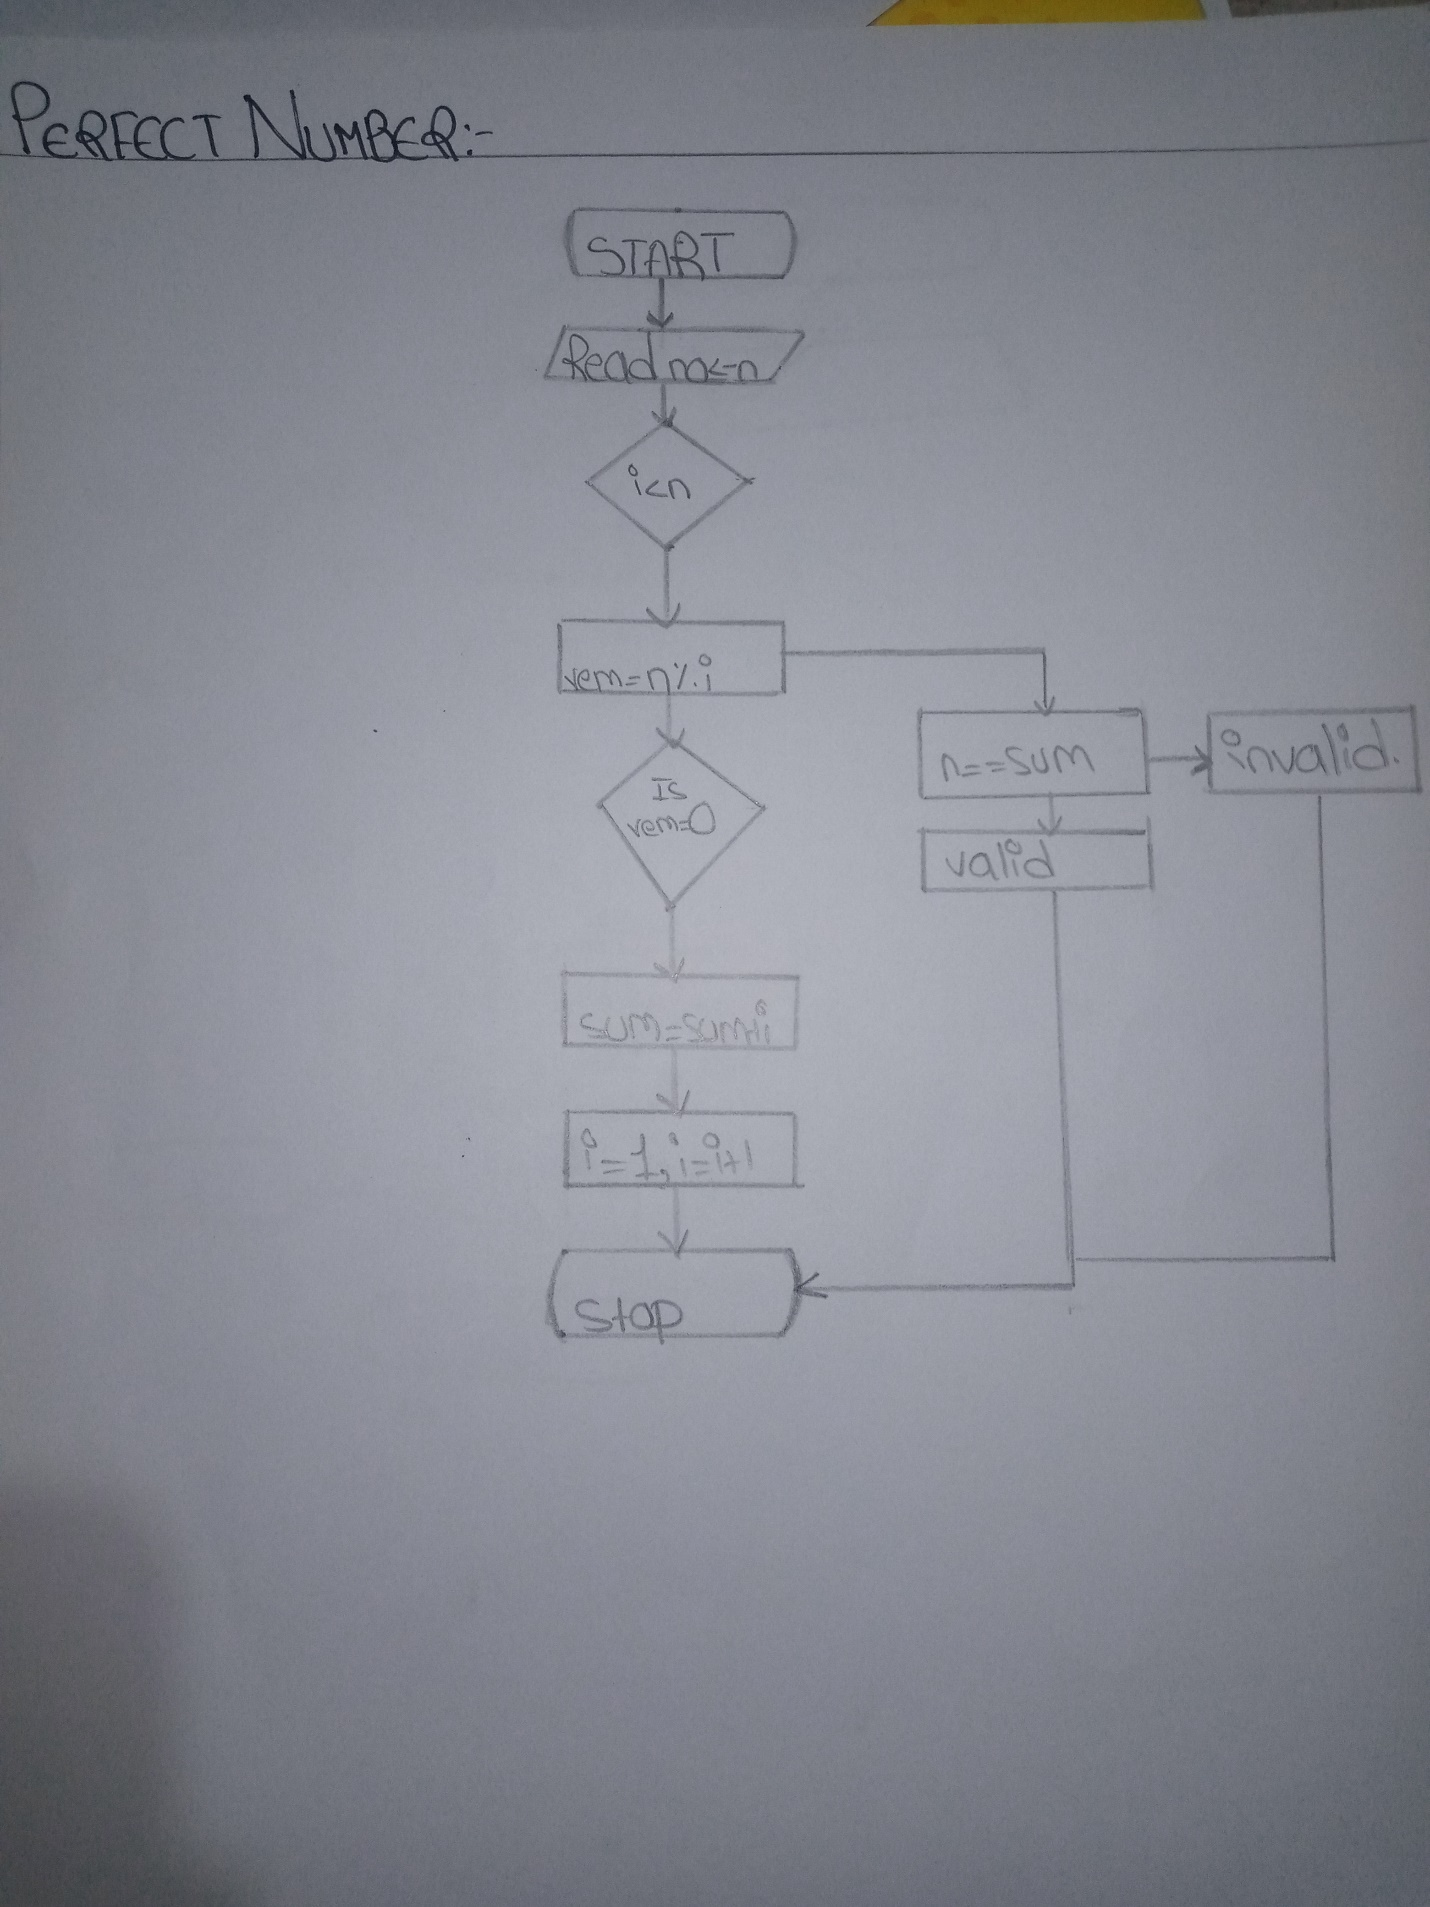 PERFECT NUMBER:-
START
Read no<-n
i<n
rem=n%i
n==sum
invalid.
Is
rem=0
valid
sum=sum+i
i=1,i=i+1
Stop